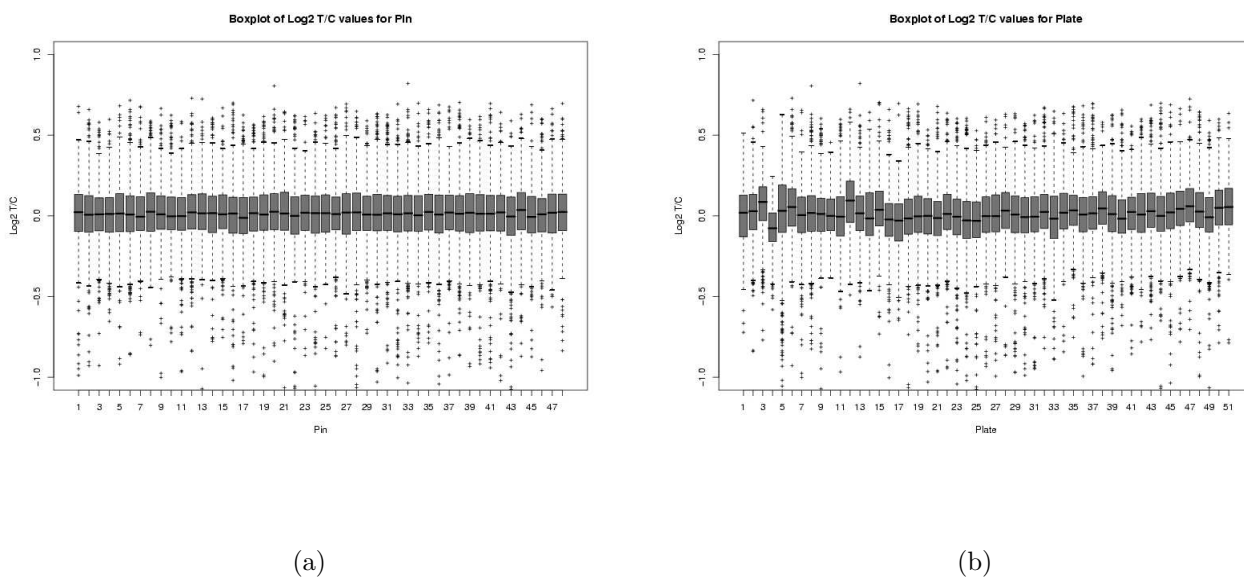 Boxplot of Log2 T/C values for Pin
Log2 T/C
1.0
0.5
0.0
−0.5
−1.0
1 3 5 7 9 11 13 15 17 19 21 23 25 27 29 31 33 35 37 39 41 43 45 47
Pin
(a)
Boxplot of Log2 T/C values for Plate
Log2 T/C
1.0
0.5
0.0
−0.5
−1.0
1 3 5 7 9 11 13 15 17 19 21 23 25 27 29 31 33 35 37 39 41 43 45 47 49 51
Plate
(b)